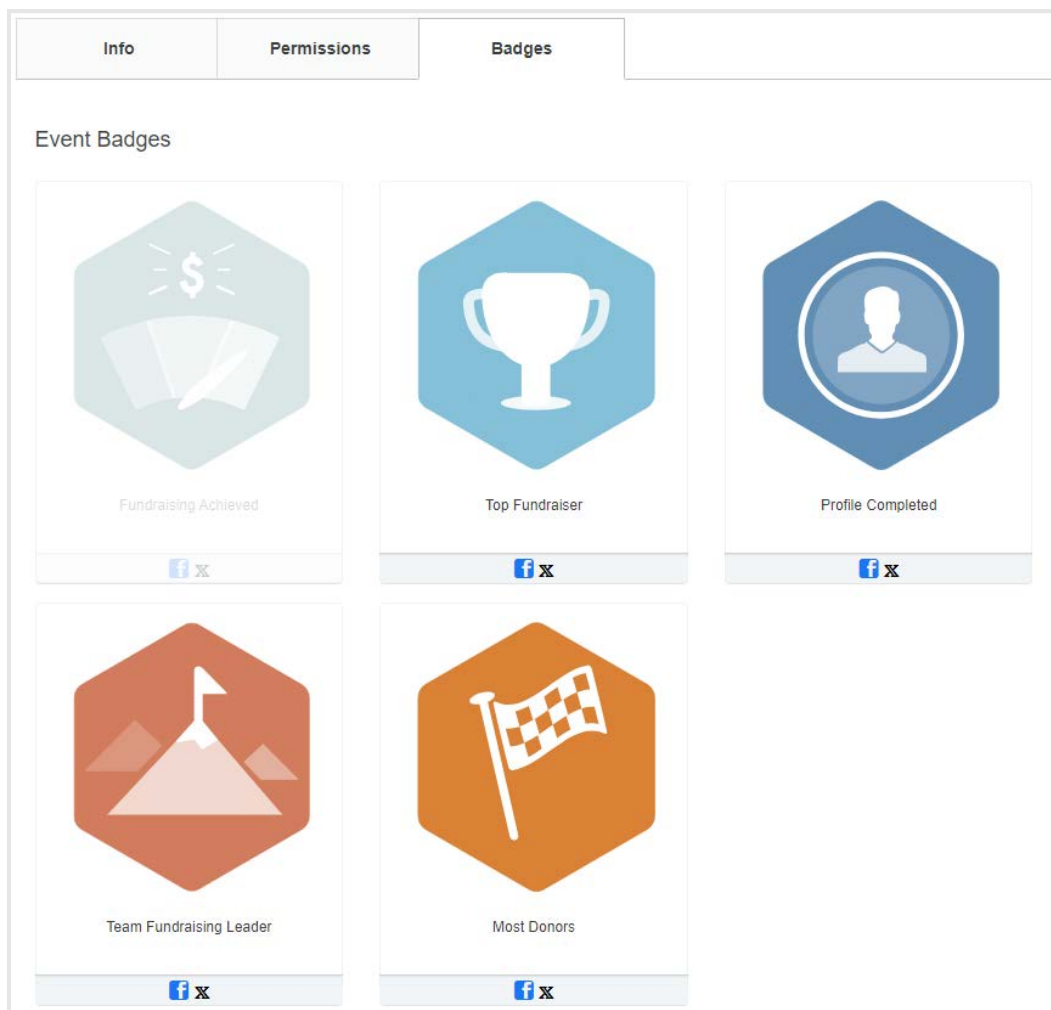 Info
Permissions
Badges
Event Badges
$
Fundraising Achieved
Top Fundraiser
Profile Completed
f X
f X
f X
Team Fundraising Leader
Most Donors
f X
f X